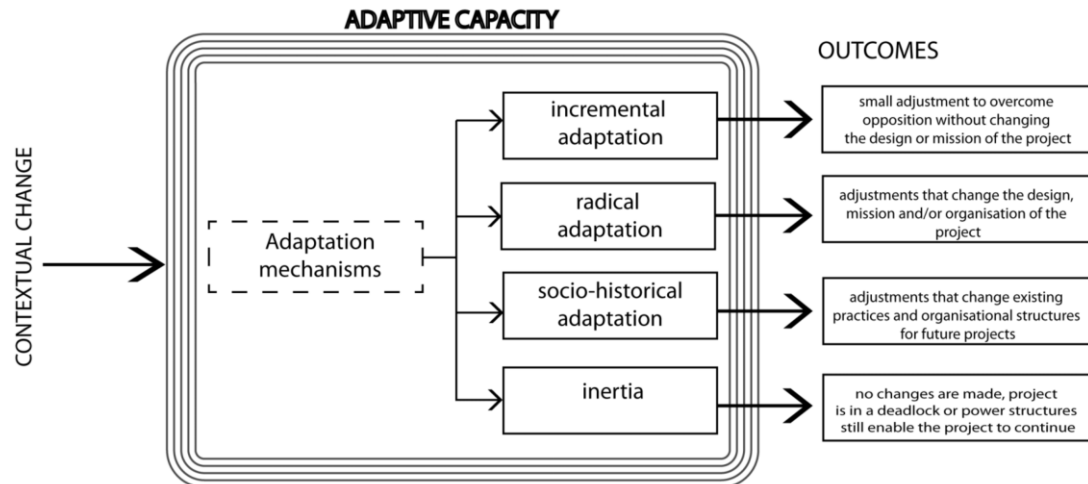 ADAPTIVE CAPACITY
CONTEXTUAL CHANGE
Adaptation
mechanisms
incremental
adaptation
radical
adaptation
socio-historical
adaptation
inertia
OUTCOMES
small adjustment to overcome
opposition without changing
the design or mission of the project
adjustments that change the design,
mission and/or organisation of the
project
adjustments that change existing
practices and organisational structures
for future projects
no changes are made, project
is in a deadlock or power structures
still enable the project to continue